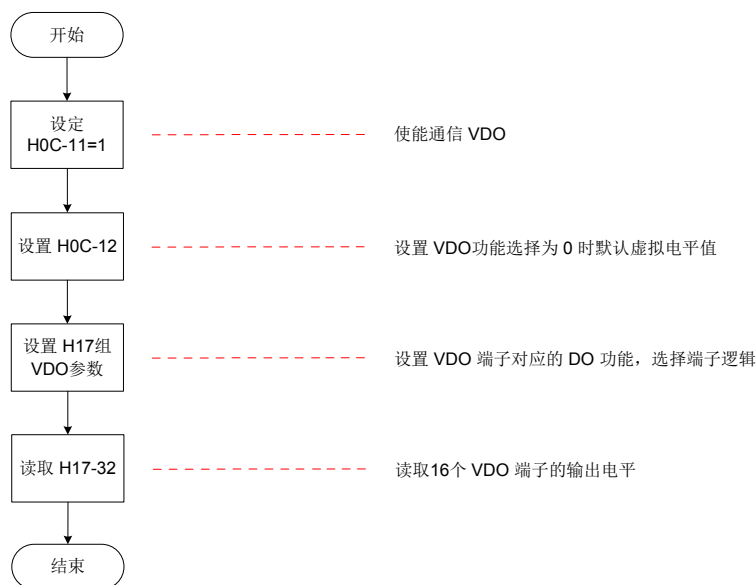 开始
设定
H0C-11=1
使能通信 VDO
设置 H0C-12
设置 VDO功能选择为 0 时默认虚拟电平值
设置 H17组
VDO参数
设置 VDO 端子对应的 DO 功能，选择端子逻辑
读取 H17-32
读取16个 VDO 端子的输出电平
结束